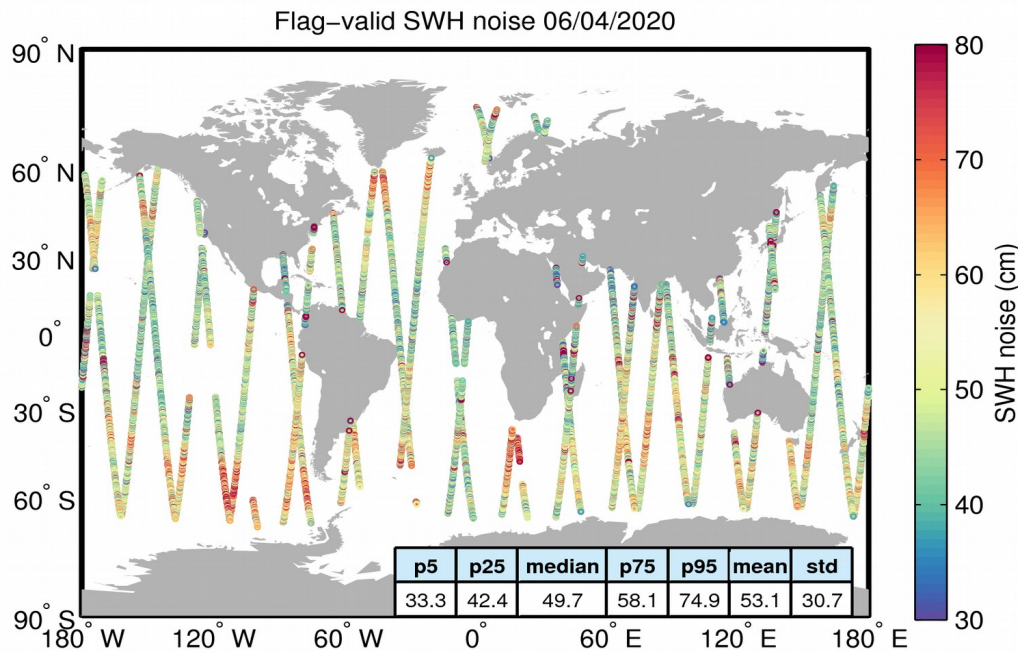 Flag−valid SWH noise 06/04/2020
90° N
60° N
30° N
0°
30° S
60° S
90° S
180° W
120° W
60° W
0°
60° E
120° E
180° E
80
70
60
50
40
30
SWH noise (cm)
p5 p25 median p75 p95 mean std
33.3 42.4 49.7 58.1 74.9 53.1 30.7